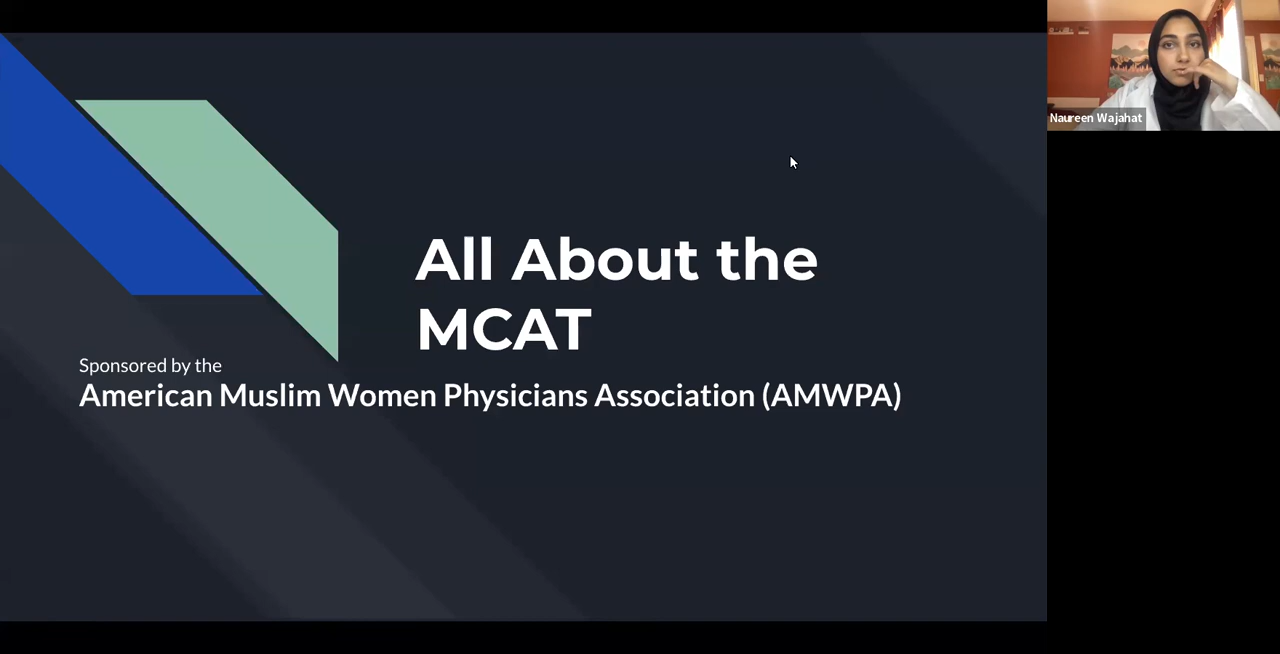 All About the
MCAT
Sponsored by the
American Muslim Women Physicians Association (AMWPA)
Naureen Wajahat